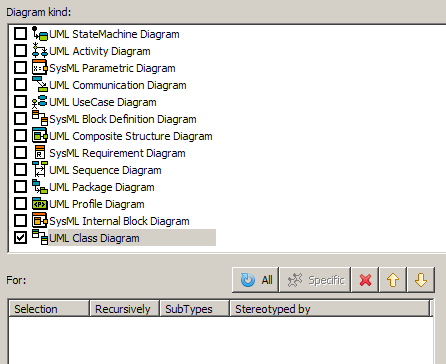 Diagram kind:
UML StateMachine Diagram
UML Activity Diagram
SysML Parametric Diagram
UML Communication Diagram
UML UseCase Diagram
SysML Block Definition Diagram
UML Composite Structure Diagram
SysML Requirement Diagram
UML Sequence Diagram
UML Package Diagram
UML Profile Diagram
SysML Internal Block Diagram
UML Class Diagram
For: All Specific
Selection Recursively SubTypes Stereotyped by